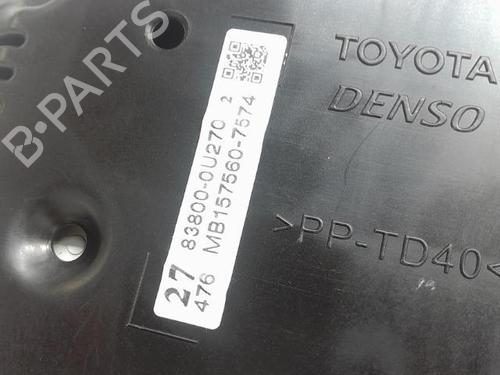 TOYOTA
DENSO
>PP-TD40<
27 83800-0U270 2
476 MB157560-7574
B-PARTS